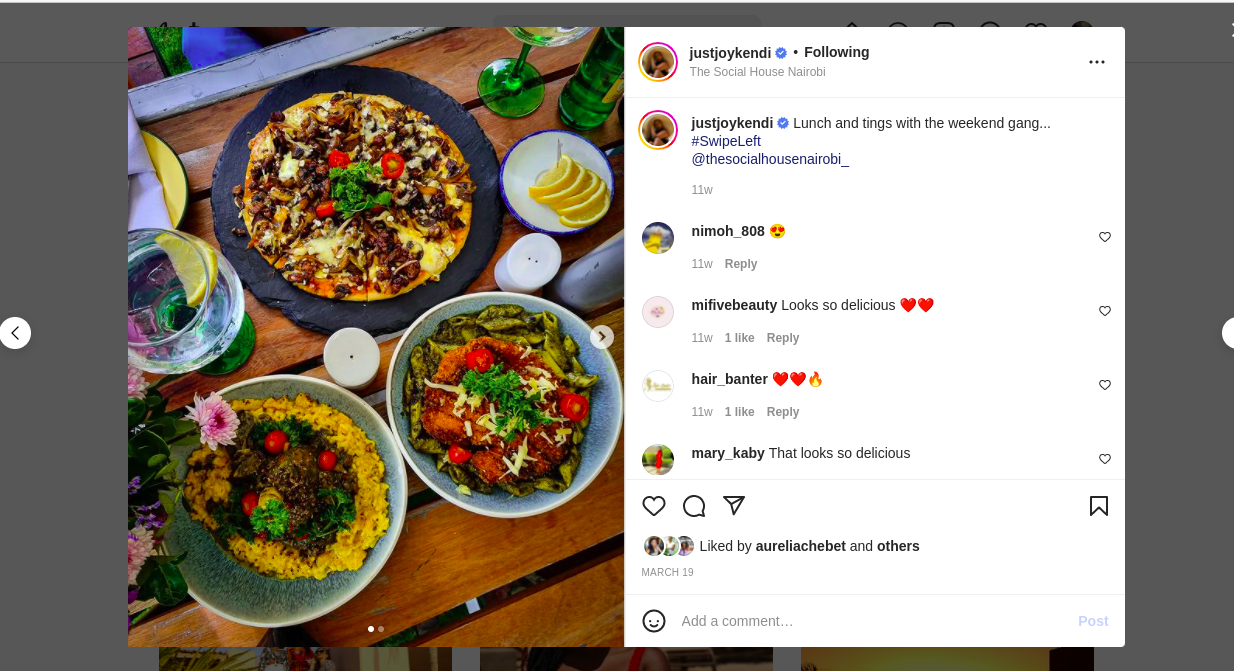 justjoykendi • Following
The Social House Nairobi
justjoykendi Lunch and tings with the weekend gang...
#SwipeLeft
@thesocialhousenairobi_
11w
nimoh_808 😍
11w Reply
mifivebeauty Looks so delicious ❤️❤️
11w 1 like Reply
hair_banter ❤️❤️🔥
11w 1 like Reply
mary_kaby That looks so delicious
Liked by aureliachebet and others
MARCH 19
Add a comment…
Post